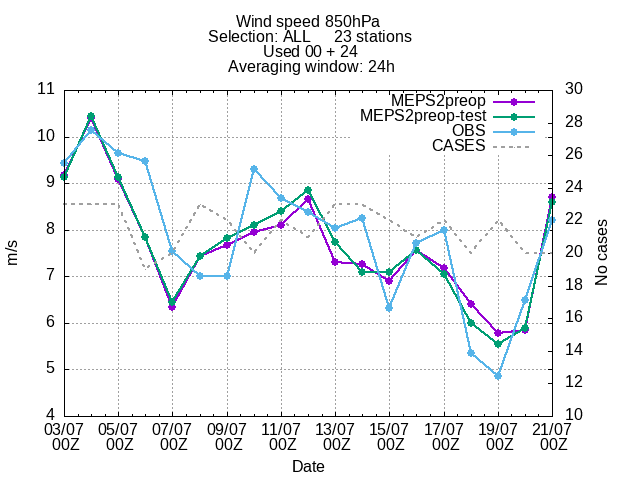 Wind speed 850hPa
Selection: ALL 23 stations
Used 00 + 24
Averaging window: 24h
MEPS2preop
MEPS2preop-test
OBS
CASES
11
10
9
8
7
6
5
4
m/s
30
28
26
24
22
20
18
16
14
12
10
No cases
03/07 05/07 07/07 09/07 11/07 13/07 15/07 17/07 19/07 21/07
00Z 00Z 00Z 00Z 00Z 00Z 00Z 00Z 00Z 00Z
Date